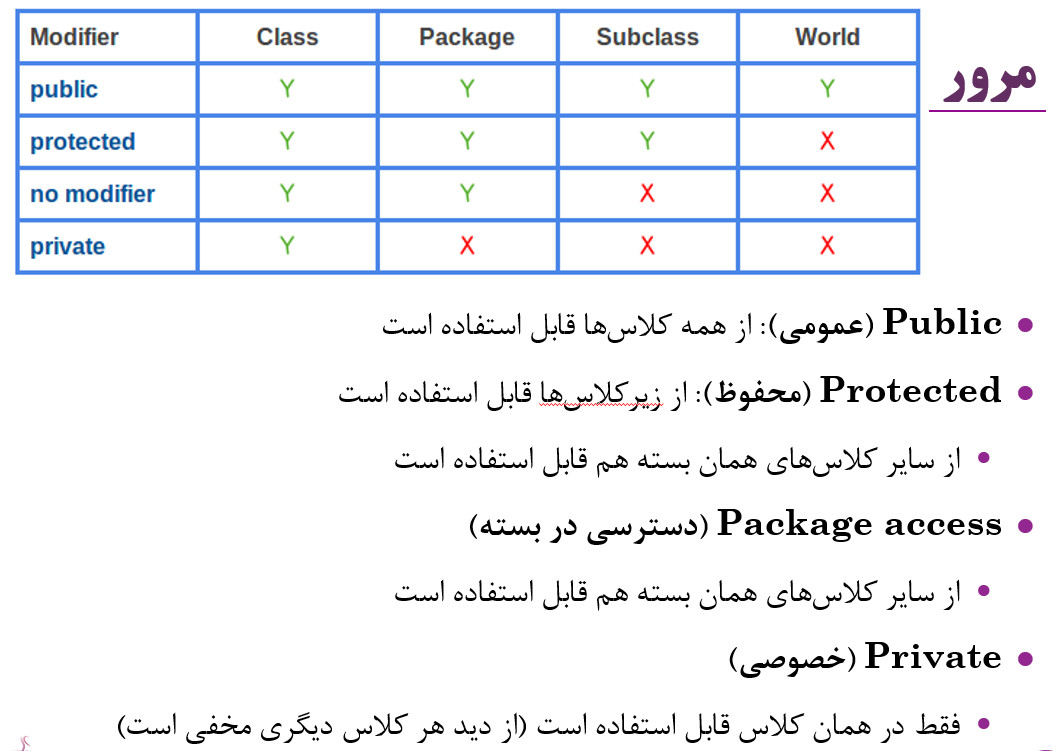 مرور
Modifier Class Package Subclass World
public Y Y Y Y
protected Y Y Y X
no modifier Y Y X X
private Y X X X
Public (عمومی): از همه کلاس‌ها قابل استفاده است
Protected (محفوظ): از زیرکلاس‌ها قابل استفاده است
از سایر کلاس‌های همان بسته هم قابل استفاده است
Package access (دسترسی در بسته)
از سایر کلاس‌های همان بسته هم قابل استفاده است
Private (خصوصی)
فقط در همان کلاس قابل استفاده است (از دید هر کلاس دیگری مخفی است)